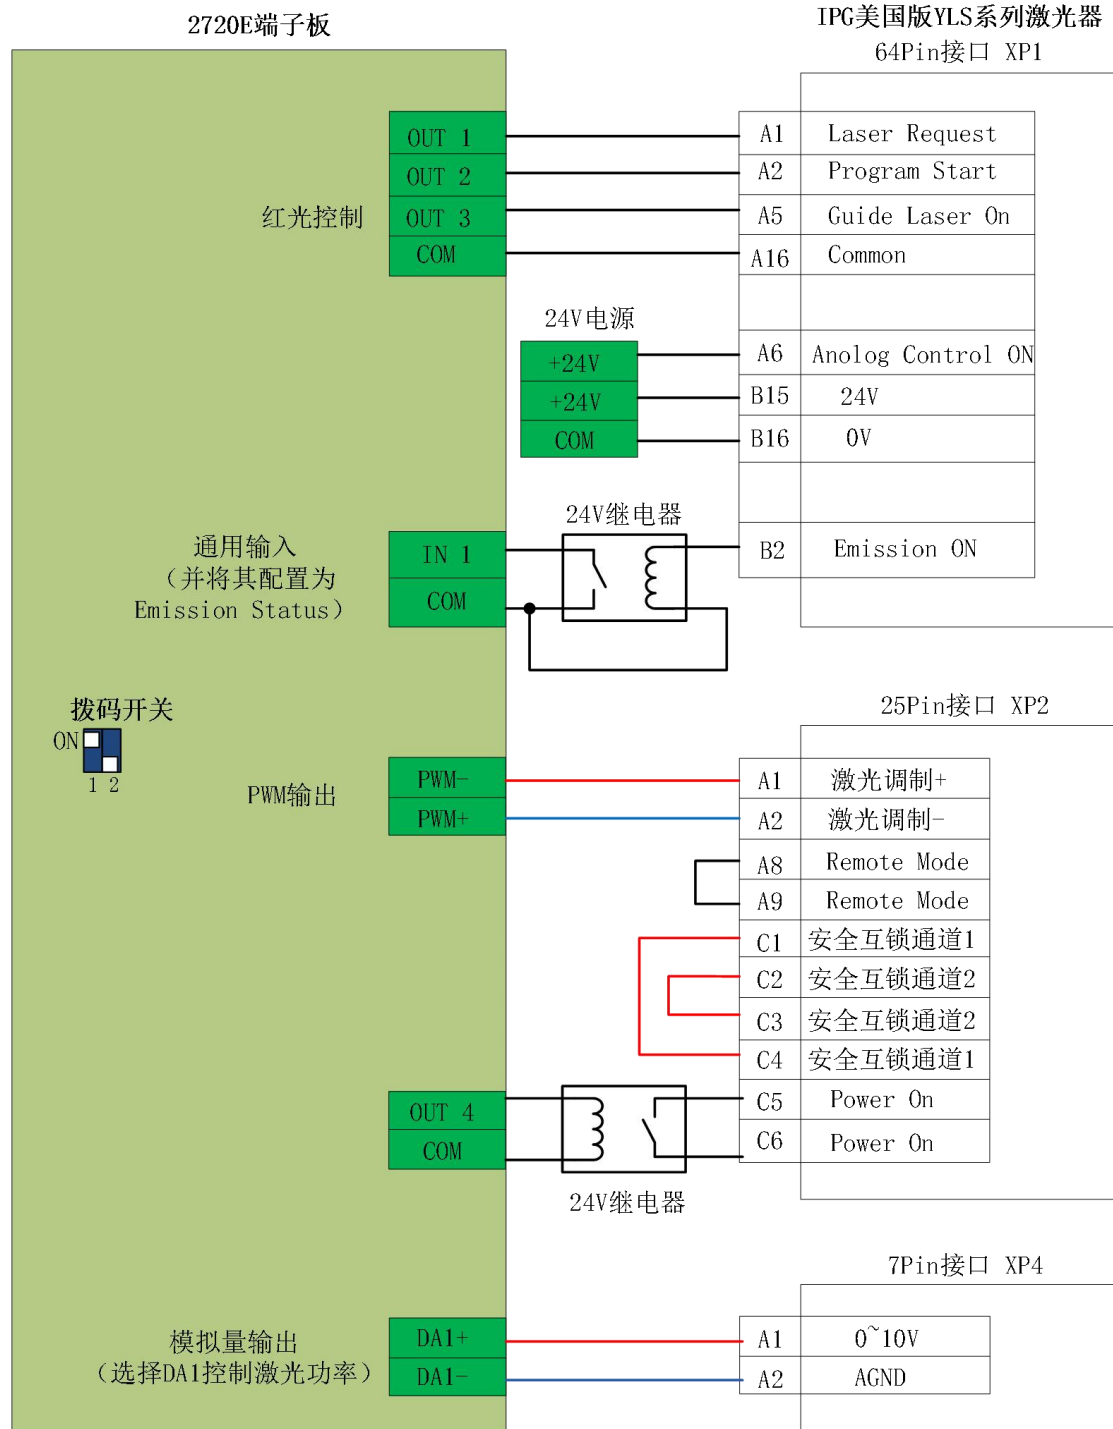 2720E端子板
IPG美国版YLS系列激光器
64Pin接口 XP1
OUT 1
A1 Laser Request
OUT 2
A2 Program Start
红光控制
OUT 3
A5 Guide Laser On
COM
A16 Common
24V电源
+24V
A6 Anolog Control ON
+24V
B15 24V
COM
B16 0V
24V继电器
通用输入
（并将其配置为
Emission Status）
IN 1
COM
B2 Emission ON
拨码开关
ON
1 2
25Pin接口 XP2
PWM输出
PWM-
A1 激光调制+
PWM+
A2 激光调制-
A8 Remote Mode
A9 Remote Mode
C1 安全互锁通道1
C2 安全互锁通道2
C3 安全互锁通道2
C4 安全互锁通道1
OUT 4
C5 Power On
COM
C6 Power On
24V继电器
7Pin接口 XP4
模拟量输出
（选择DA1控制激光功率）
DA1+
A1 0~10V
DA1-
A2 AGND